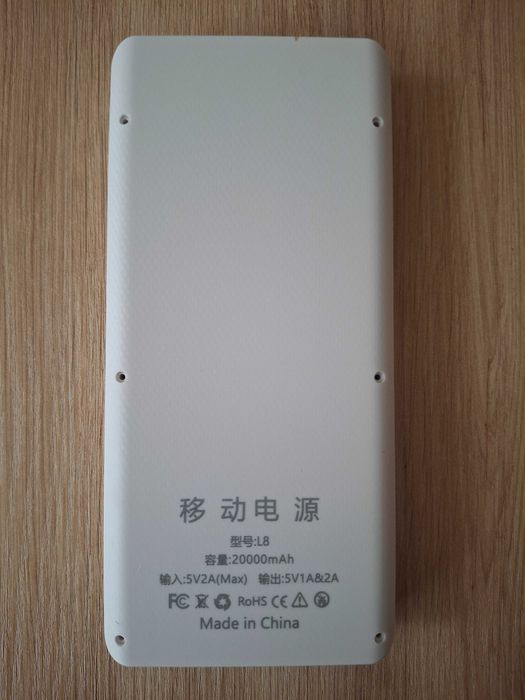 移动电源
型号:L8
容量:20000mAh
输入:5V2A(Max) 输出:5V1A&2A
FC RoHS CE
Made in China